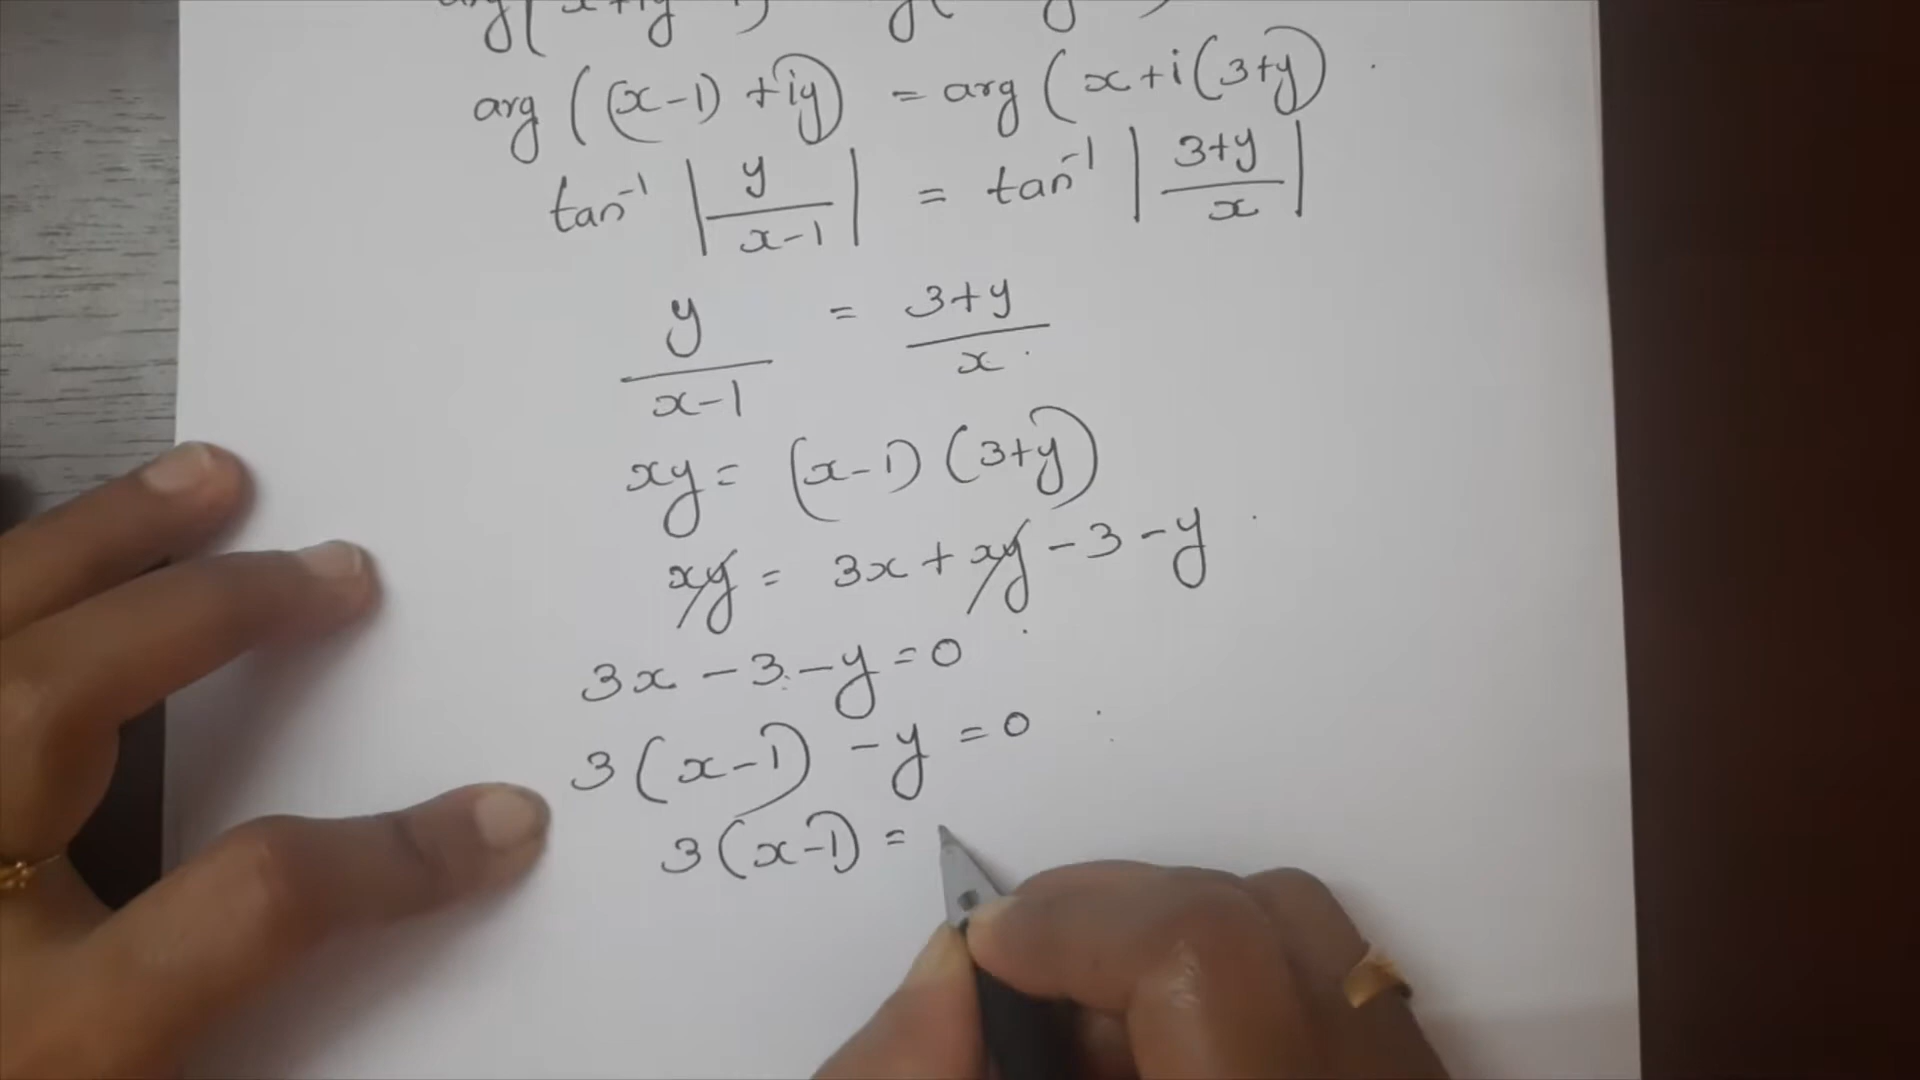 arg((x-1)+iy) = arg(x+i(3+y)
tan⁻¹|y/(x-1)| = tan⁻¹|(3+y)/x|
y/(x-1) = (3+y)/x
xy = (x-1)(3+y)
xy = 3x+xy-3-y
3x-3-y=0
3(x-1)-y=0
3(x-1)=